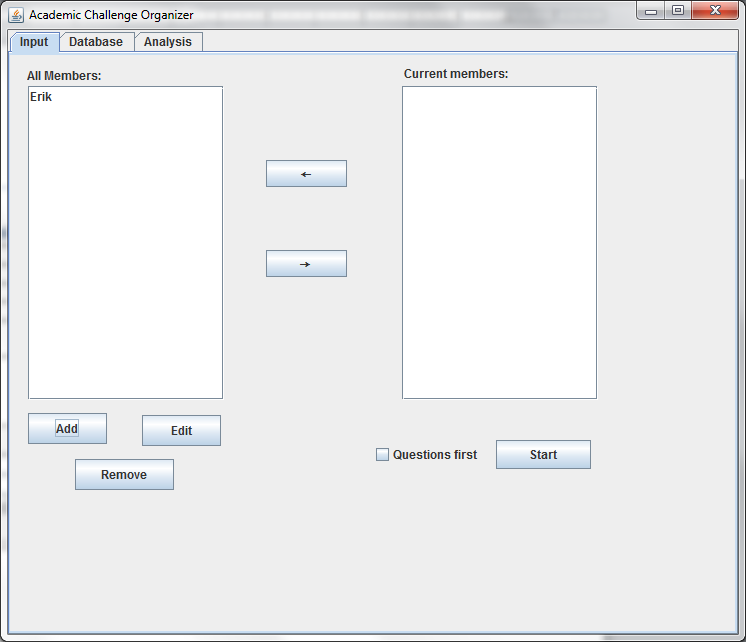 Academic Challenge Organizer
Input Database Analysis
All Members:
Current members:
Erik
←
→
Add
Edit
Remove
Questions first
Start